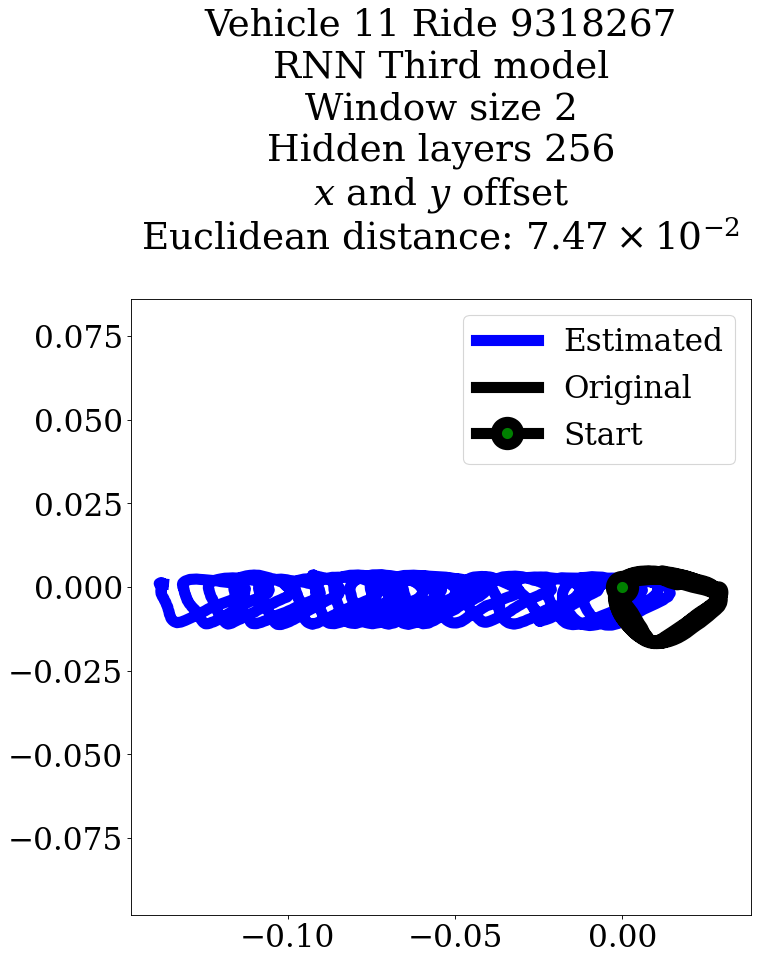 Vehicle 11 Ride 9318267
RNN Third model
Window size 2
Hidden layers 256
x and y offset
Euclidean distance: 7.47 × 10⁻²
Estimated
Original
Start
0.075
0.050
0.025
0.000
−0.025
−0.050
−0.075
−0.10
−0.05
0.00